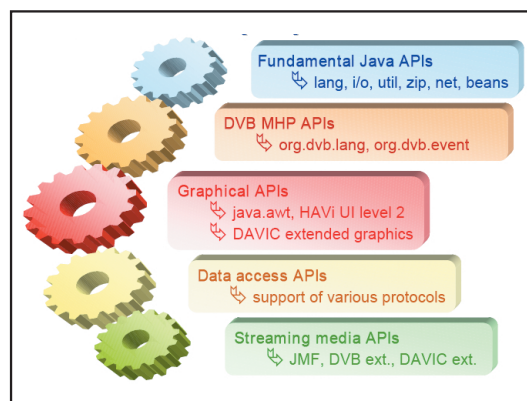 Fundamental Java APIs
lang, i/o, util, zip, net, beans
DVB MHP APIs
org.dvb.lang, org.dvb.event
Graphical APIs
java.awt, HAVi UI level 2
DAVIC extended graphics
Data access APIs
support of various protocols
Streaming media APIs
JMF, DVB ext., DAVIC ext.